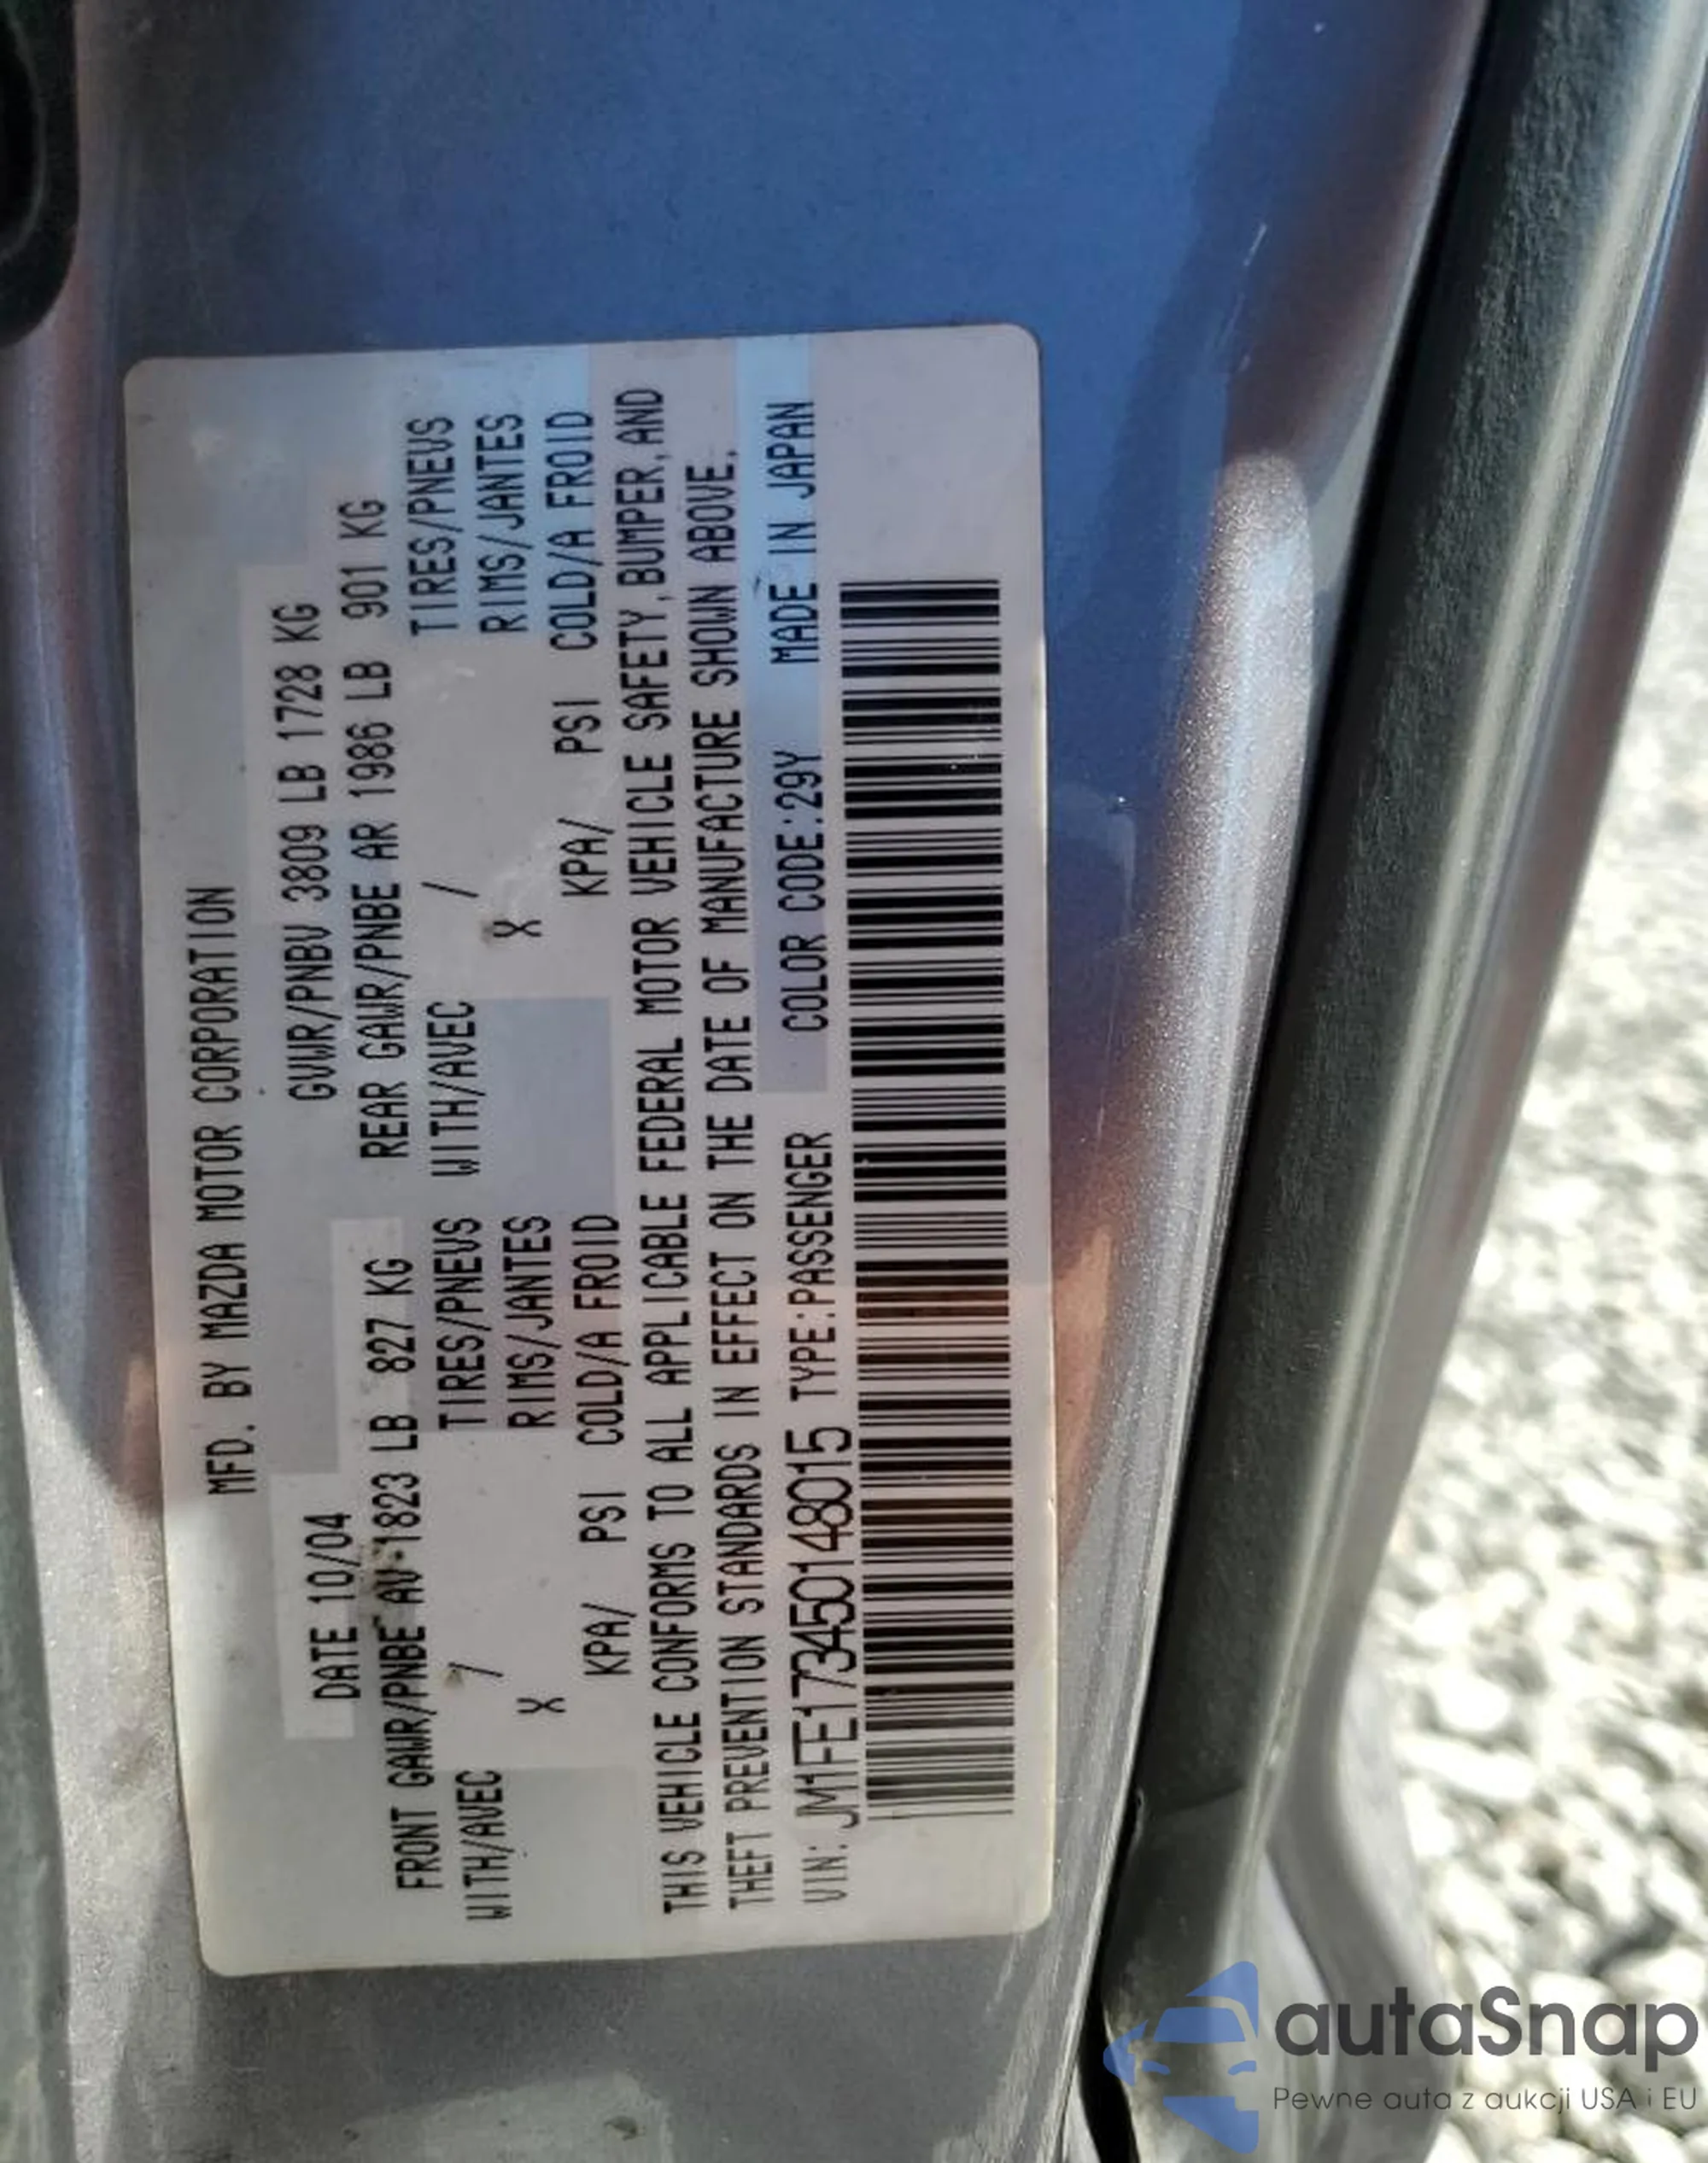 MFD. BY MAZDA MOTOR CORPORATION
DATE 10/04 GVWR/PNBV 3809 LB 1728 KG
FRONT GAWR/PNBE AV 1823 LB 827 KG REAR GAWR/PNBE AR 1986 LB 901 KG
WITH/AVEC / TIRES/PNEUS WITH/AVEC / TIRES/PNEUS
X RIMS/JANTES X RIMS/JANTES
KPA/ PSI COLD/A FROID KPA/ PSI COLD/A FROID
THIS VEHICLE CONFORMS TO ALL APPLICABLE FEDERAL MOTOR VEHICLE SAFETY,BUMPER,AND
THEFT PREVENTION STANDARDS IN EFFECT ON THE DATE OF MANUFACTURE SHOWN ABOVE.
VIN: JM1FE173450148015 TYPE:PASSENGER COLOR CODE:29Y MADE IN JAPAN
autaSnap
Pewne auta z aukcji USA i EU